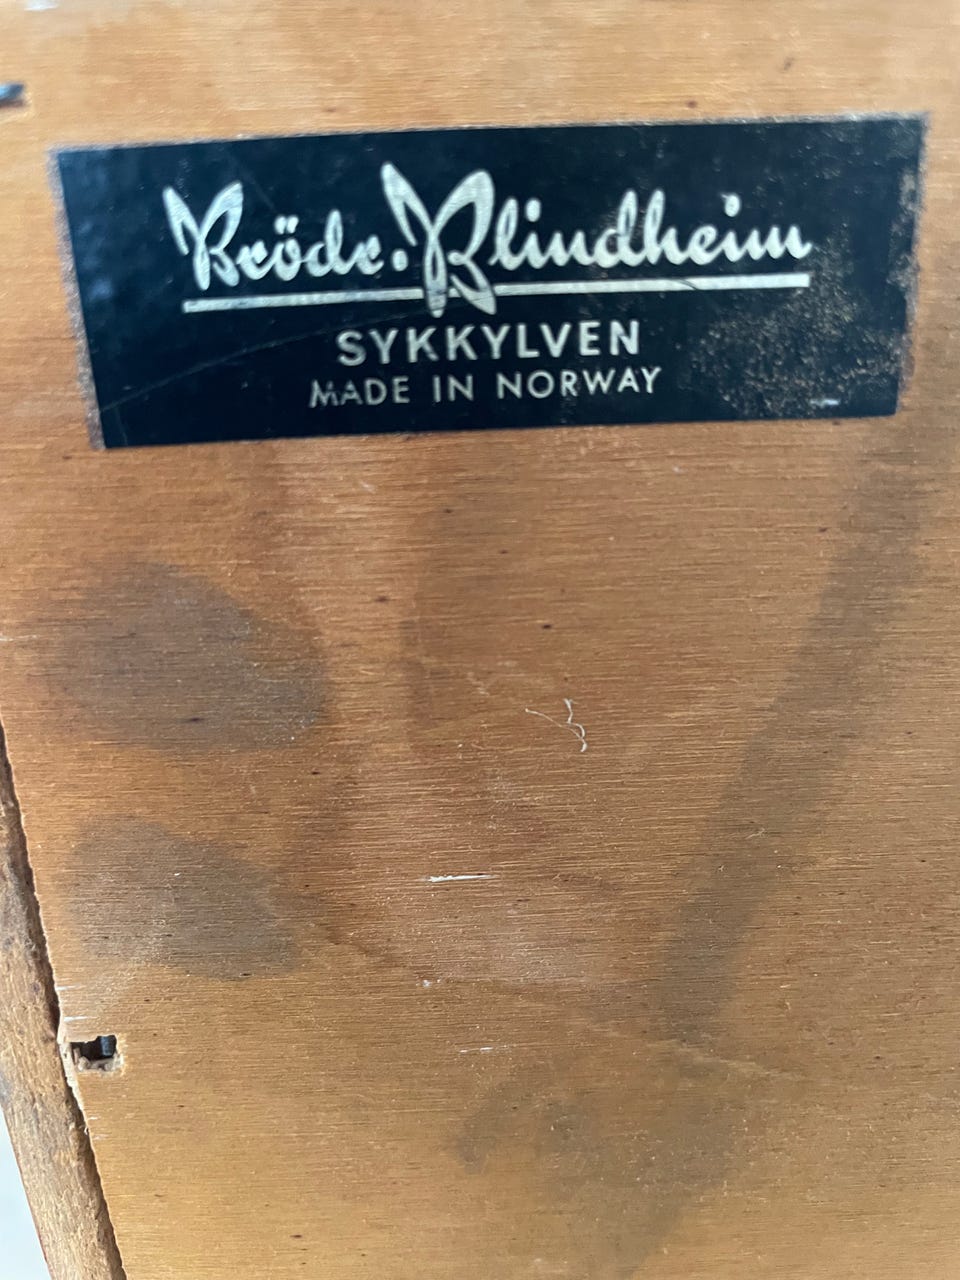 Brödr. Blindheim
SYKKYLVEN
MADE IN NORWAY